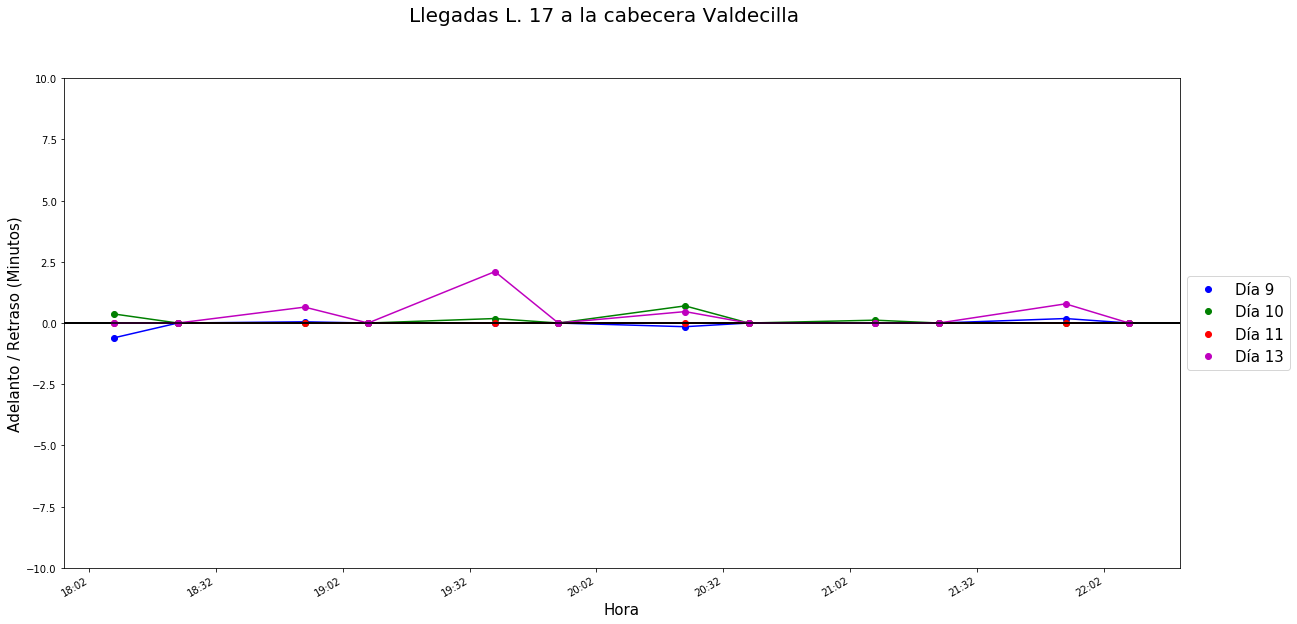 Llegadas L. 17 a la cabecera Valdecilla
10.0
7.5
5.0
2.5
0.0
−2.5
−5.0
−7.5
−10.0
Adelanto / Retraso (Minutos)
18:02
18:32
19:02
19:32
20:02
20:32
21:02
21:32
22:02
Hora
Día 9
Día 10
Día 11
Día 13